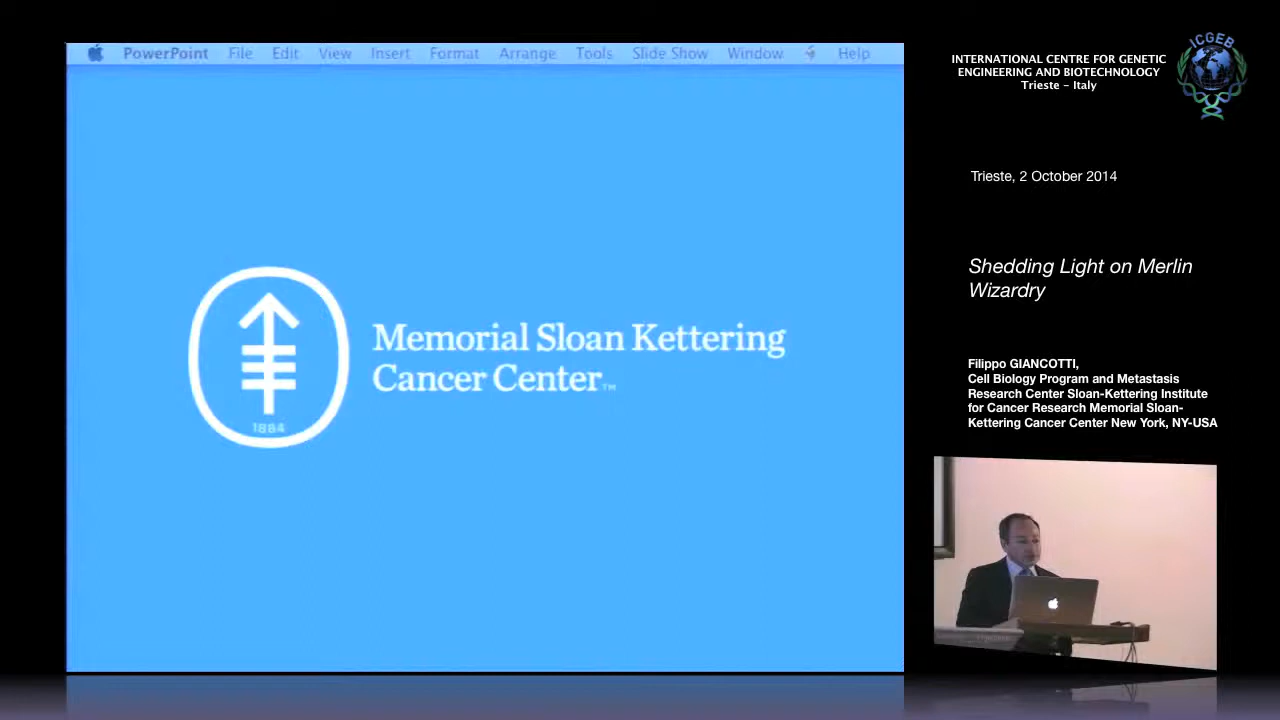 PowerPoint File Edit View Insert Format Arrange Tools Slide Show Window Help
1884
Memorial Sloan Kettering
Cancer Center™
ICGEB
INTERNATIONAL CENTRE FOR GENETIC
ENGINEERING AND BIOTECHNOLOGY
Trieste - Italy
Trieste, 2 October 2014
Shedding Light on Merlin
Wizardry
Filippo GIANCOTTI,
Cell Biology Program and Metastasis
Research Center Sloan-Kettering Institute
for Cancer Research Memorial Sloan-
Kettering Cancer Center New York, NY-USA